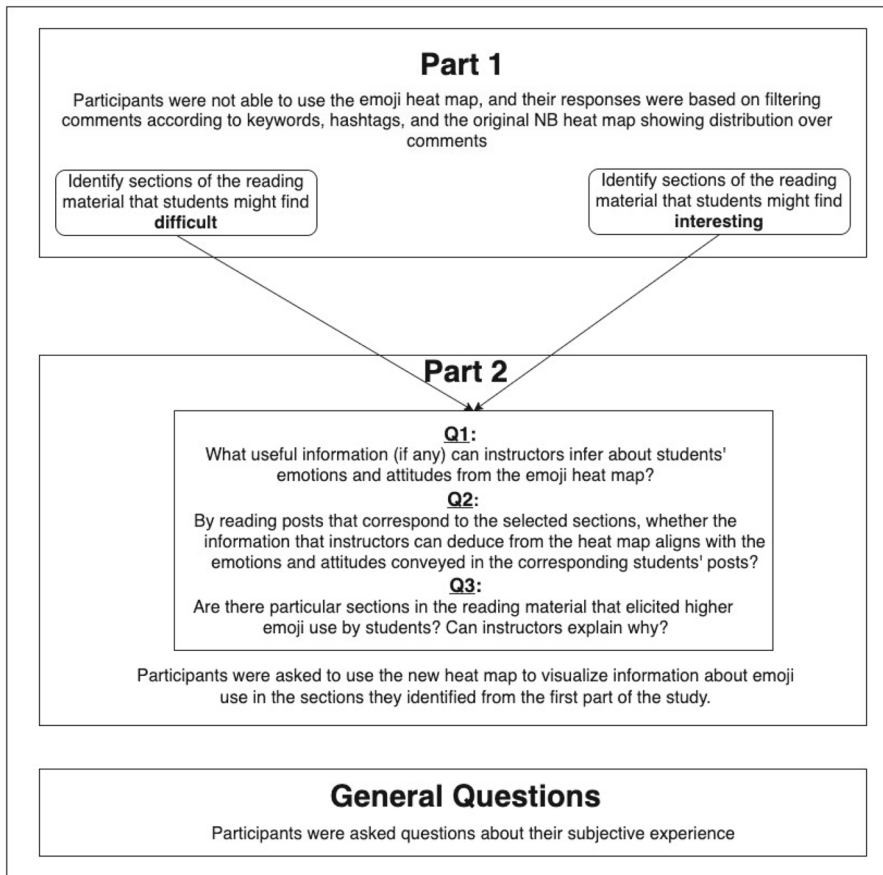 Part 1
Participants were not able to use the emoji heat map, and their responses were based on filtering
comments according to keywords, hashtags, and the original NB heat map showing distribution over
comments
Identify sections of the reading
material that students might find
difficult
Identify sections of the reading
material that students might find
interesting
Part 2
Q1:
What useful information (if any) can instructors infer about students'
emotions and attitudes from the emoji heat map?
Q2:
By reading posts that correspond to the selected sections, whether the
information that instructors can deduce from the heat map aligns with the
emotions and attitudes conveyed in the corresponding students' posts?
Q3:
Are there particular sections in the reading material that elicited higher
emoji use by students? Can instructors explain why?
Participants were asked to use the new heat map to visualize information about emoji
use in the sections they identified from the first part of the study.
General Questions
Participants were asked questions about their subjective experience